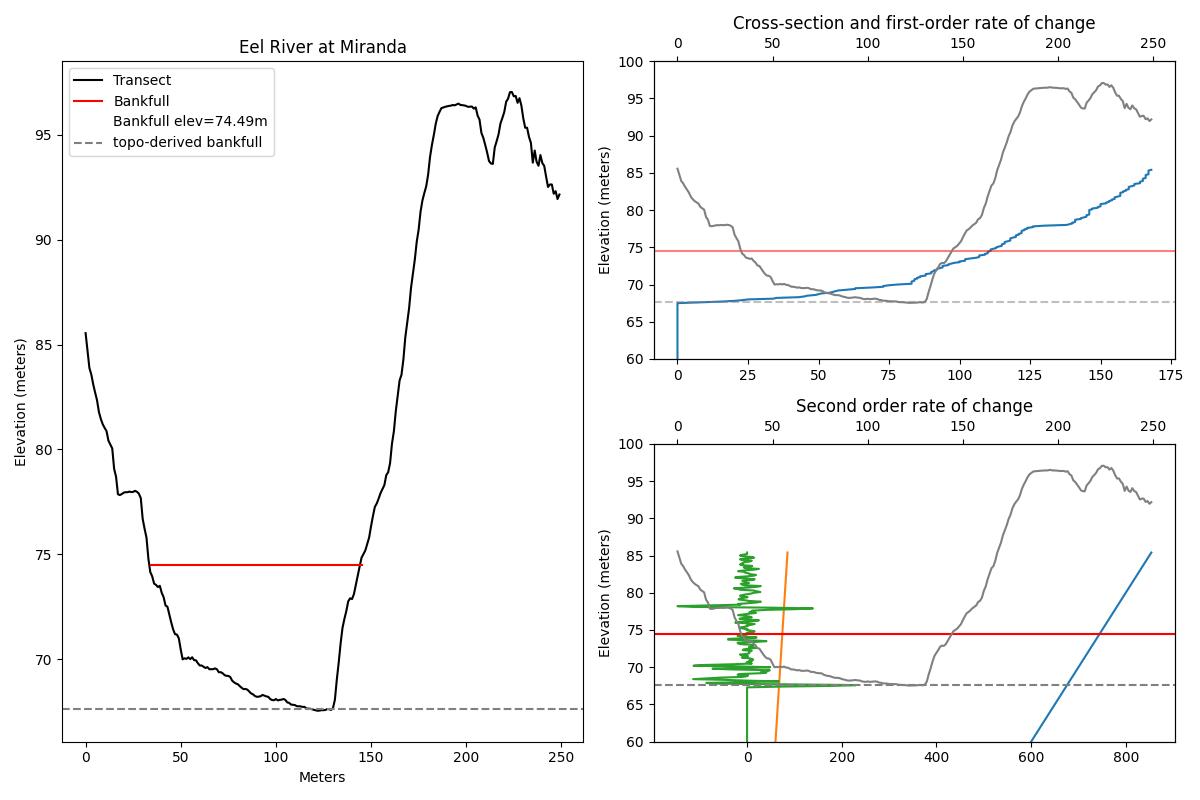 Eel River at Miranda
Transect
Bankfull
Bankfull elev=74.49m
topo-derived bankfull
Elevation (meters)
95
90
85
80
75
70
0 50 100 150 200 250
Meters
Cross-section and first-order rate of change
0 50 100 150 200 250
Elevation (meters)
100
95
90
85
80
75
70
65
60
0 25 50 75 100 125 150 175
Second order rate of change
0 50 100 150 200 250
Elevation (meters)
100
95
90
85
80
75
70
65
60
0 200 400 600 800